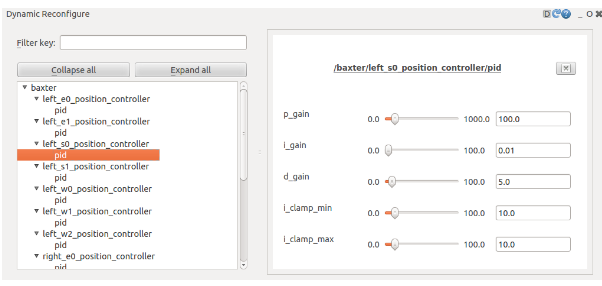 Dynamic Reconfigure
D C ? _ O ✖
Filter key:
Collapse all Expand all
baxter
left_e0_position_controller
pid
left_e1_position_controller
pid
left_s0_position_controller
pid
left_s1_position_controller
pid
left_w0_position_controller
pid
left_w1_position_controller
pid
left_w2_position_controller
pid
right_e0_position_controller
pid
/baxter/left_s0_position_controller/pid
p_gain 0.0 1000.0 100.0
i_gain 0.0 100.0 0.01
d_gain 0.0 100.0 5.0
i_clamp_min 0.0 100.0 10.0
i_clamp_max 0.0 100.0 10.0